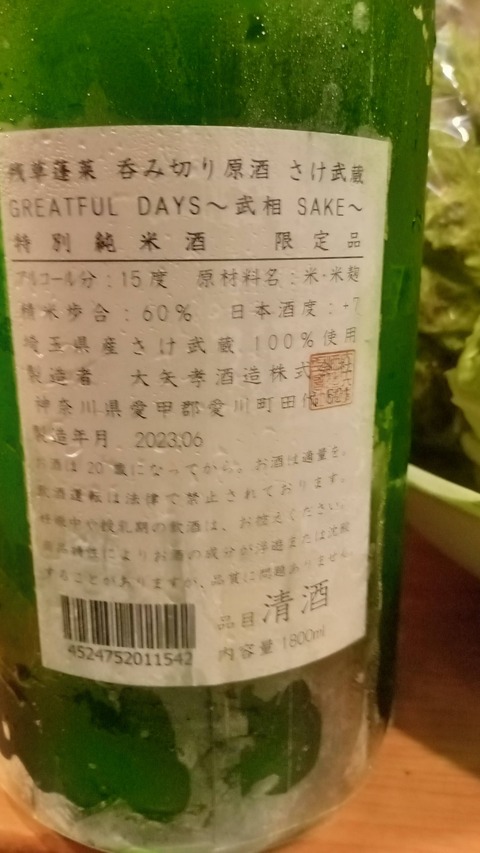 残草蓬莱 呑み切り原酒 さけ武蔵
GREATFUL DAYS～武相 SAKE～
特別純米酒 限定品
アルコール分：15度 原材料名：米・米麹
精米歩合：60% 日本酒度：+7
埼玉県産さけ武蔵 100%使用
製造者 大矢孝酒造株式会社
神奈川県愛甲郡愛川町田代
製造年月 2023.06
お酒は20歳になってから。お酒は適量を。
飲酒運転は法律で禁止されております。
妊娠中や授乳期の飲酒は、お控えください。
商品特性によりお酒の成分が浮遊または沈殿
することがありますが、品質に問題ありません。
品目 清酒
4524752011542
内容量 1800ml